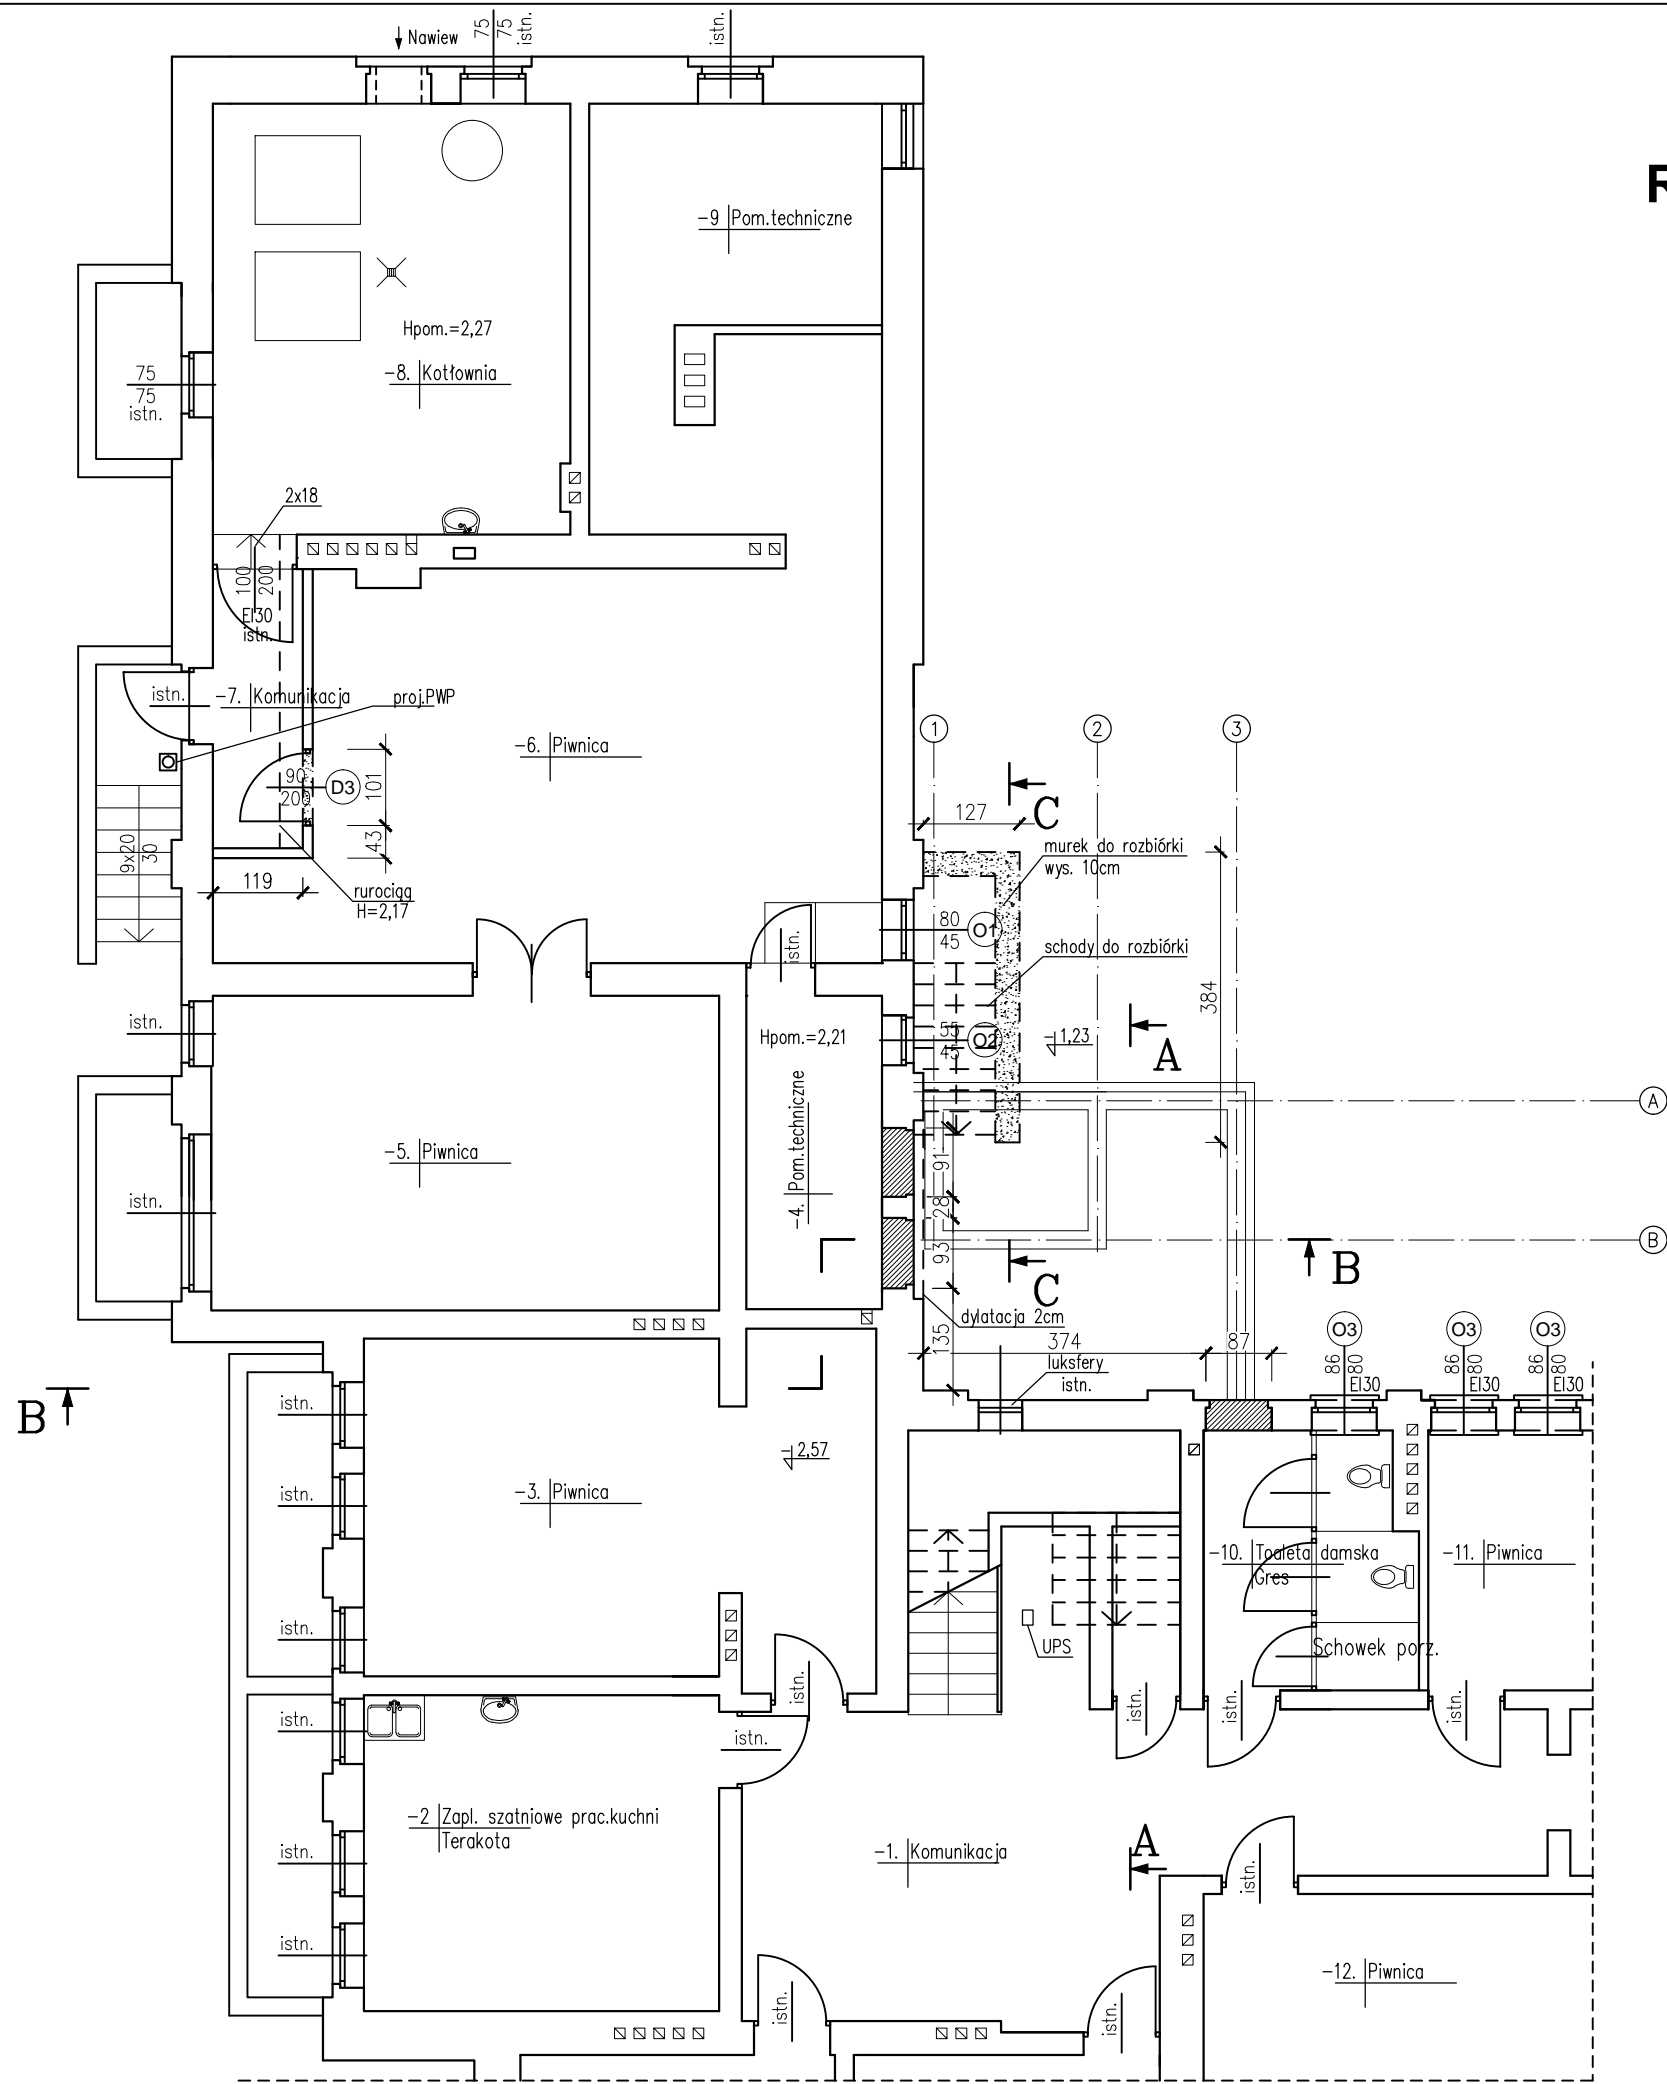 Nawiew
75
75
istn.
istn.
R
-9 Pom.techniczne
Hpom.=2,27
-8. Kotłownia
75
75
istn.
2x18
100
200
EI30
istn.
istn.
-7. Komunikacja
proj.PWP
-6. Piwnica
1
2
3
90
200
D3
101
43
C
127
murek do rozbiórki
wys. 10cm
9x20
30
119
rurociąg
H=2,17
80
45
O1
istn.
schody do rozbiórki
384
istn.
Hpom.=2,21
55
45
O2
-1,23
A
A
-5. Piwnica
-4. Pom.techniczne
91
28
93
istn.
B
B
C
dylatacja 2cm
135
374
87
luksfery
istn.
O3
O3
O3
86
80
EI30
86
80
EI30
86
80
EI30
B
istn.
-2,57
-3. Piwnica
istn.
-10. Toaleta damska
Gres
-11. Piwnica
istn.
UPS
Schowek porz.
istn.
istn.
istn.
istn.
istn.
istn.
-2 Zapl. szatniowe prac.kuchni
Terakota
-1. Komunikacja
A
istn.
istn.
istn.
-12. Piwnica
istn.
istn.